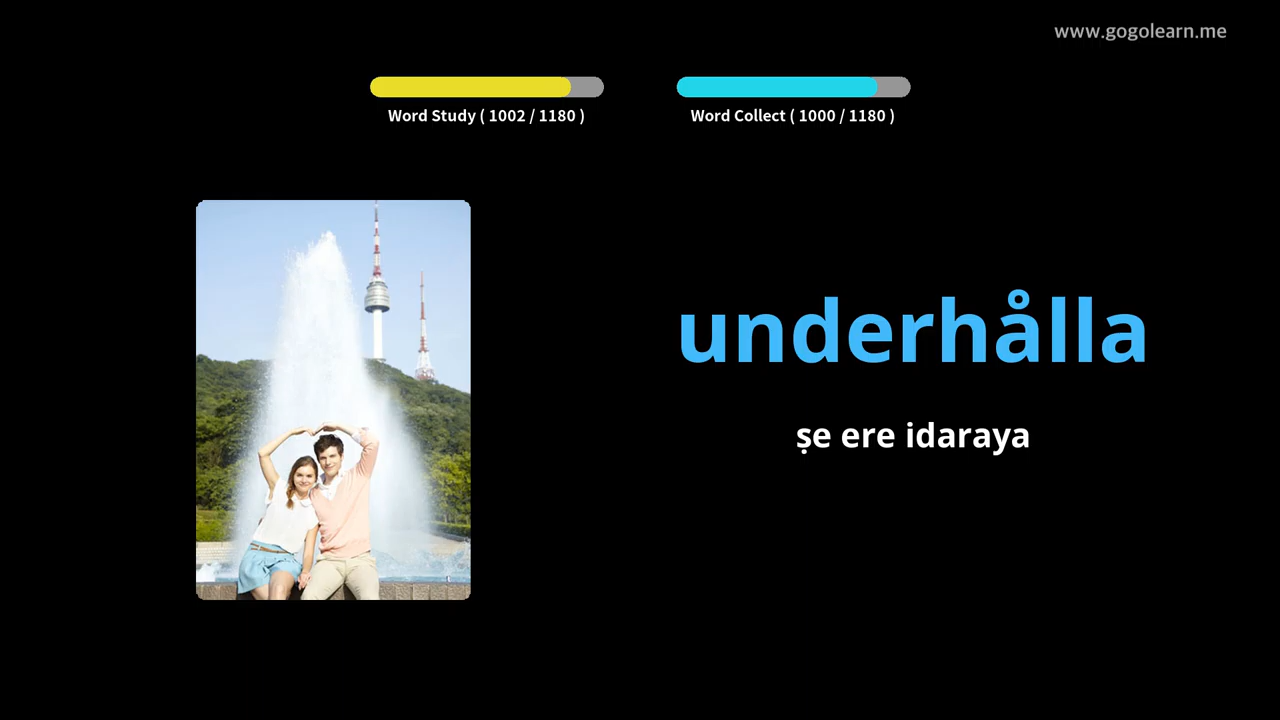 www.gogolearn.me
Word Study ( 1002 / 1180 )
Word Collect ( 1000 / 1180 )
underhålla
ṣe ere idaraya